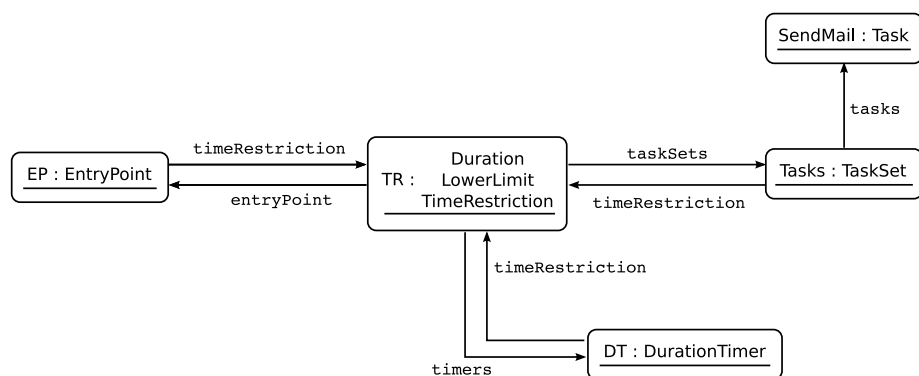 SendMail : Task
tasks
timeRestriction
Duration
taskSets
EP : EntryPoint
TR :
LowerLimit
Tasks : TaskSet
entryPoint
TimeRestriction
timeRestriction
timeRestriction
DT : DurationTimer
timers